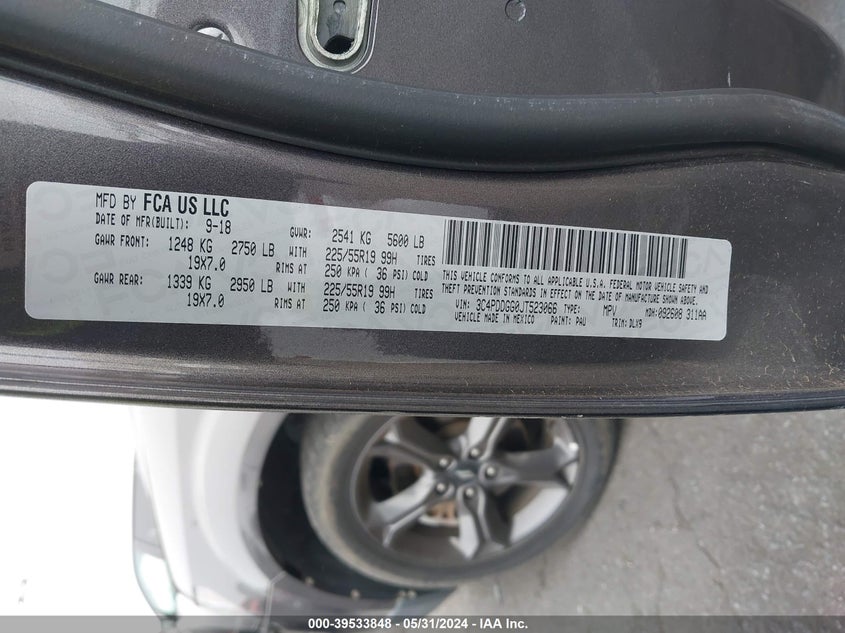 MFD BY FCA US LLC
DATE OF MFR(BUILT): 9-18 GVWR: 2541 KG 5600 LB
GAWR FRONT: 1248 KG 2750 LB WITH 225/55R19 99H TIRES
19X7.0 RIMS AT 250 KPA ( 36 PSI) COLD
GAWR REAR: 1339 KG 2950 LB WITH 225/55R19 99H TIRES
19X7.0 RIMS AT 250 KPA ( 36 PSI) COLD
THIS VEHICLE CONFORMS TO ALL APPLICABLE U.S.A. FEDERAL MOTOR VEHICLE SAFETY AND
THEFT PREVENTION STANDARDS IN EFFECT ON THE DATE OF MANUFACTURE SHOWN ABOVE.
VIN: 3C4PDDGG0JT523066 TYPE: MPV MDH: 092608 311AA
VEHICLE MADE IN MEXICO PAINT: PAU TRIM: DLX9
000-39533848 - 05/31/2024 - IAA Inc.